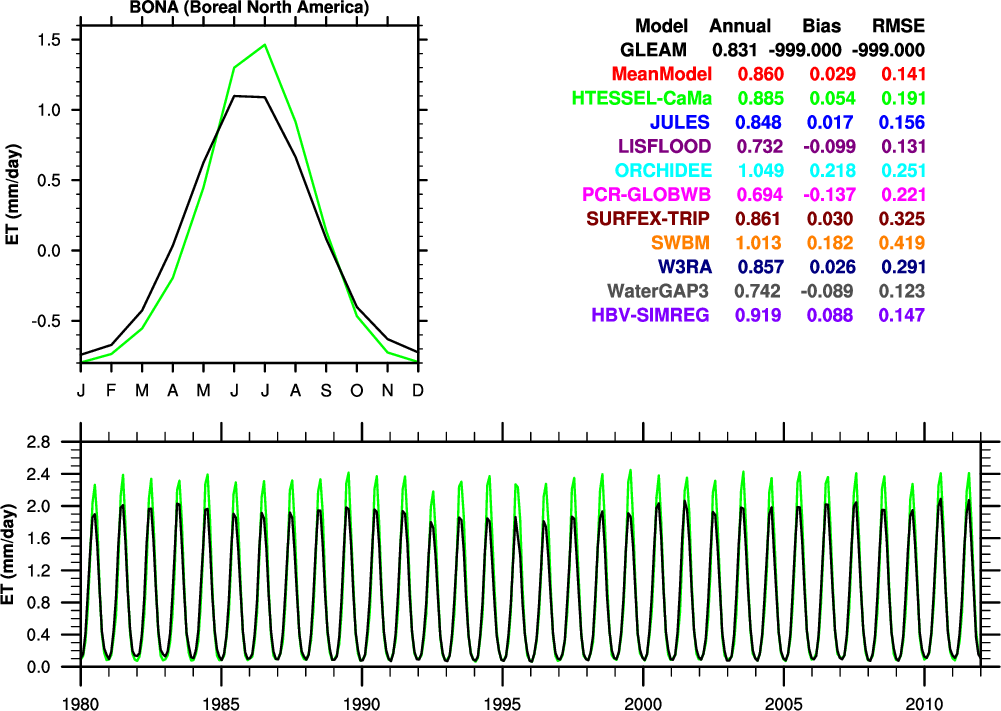 BONA (Boreal North America)
1.5
1.0
0.5
0.0
-0.5
ET (mm/day)
J F M A M J J A S O N D
Model Annual Bias RMSE
GLEAM 0.831 -999.000 -999.000
MeanModel 0.860 0.029 0.141
HTESSEL-CaMa 0.885 0.054 0.191
JULES 0.848 0.017 0.156
LISFLOOD 0.732 -0.099 0.131
ORCHIDEE 1.049 0.218 0.251
PCR-GLOBWB 0.694 -0.137 0.221
SURFEX-TRIP 0.861 0.030 0.325
SWBM 1.013 0.182 0.419
W3RA 0.857 0.026 0.291
WaterGAP3 0.742 -0.089 0.123
HBV-SIMREG 0.919 0.088 0.147
2.8
2.4
2.0
1.6
1.2
0.8
0.4
0.0
ET (mm/day)
1980 1985 1990 1995 2000 2005 2010